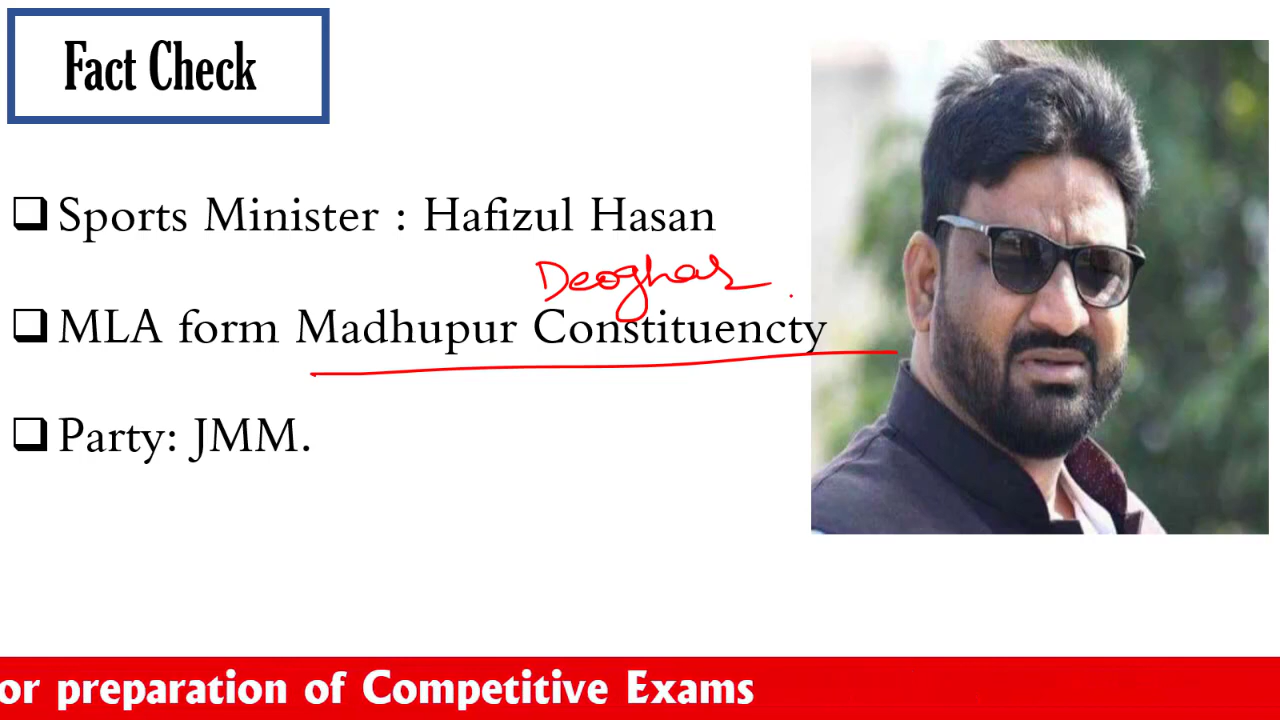 Fact Check
Sports Minister : Hafizul Hasan
Deoghar
MLA form Madhupur Constituencty
Party: JMM.
or preparation of Competitive Exams